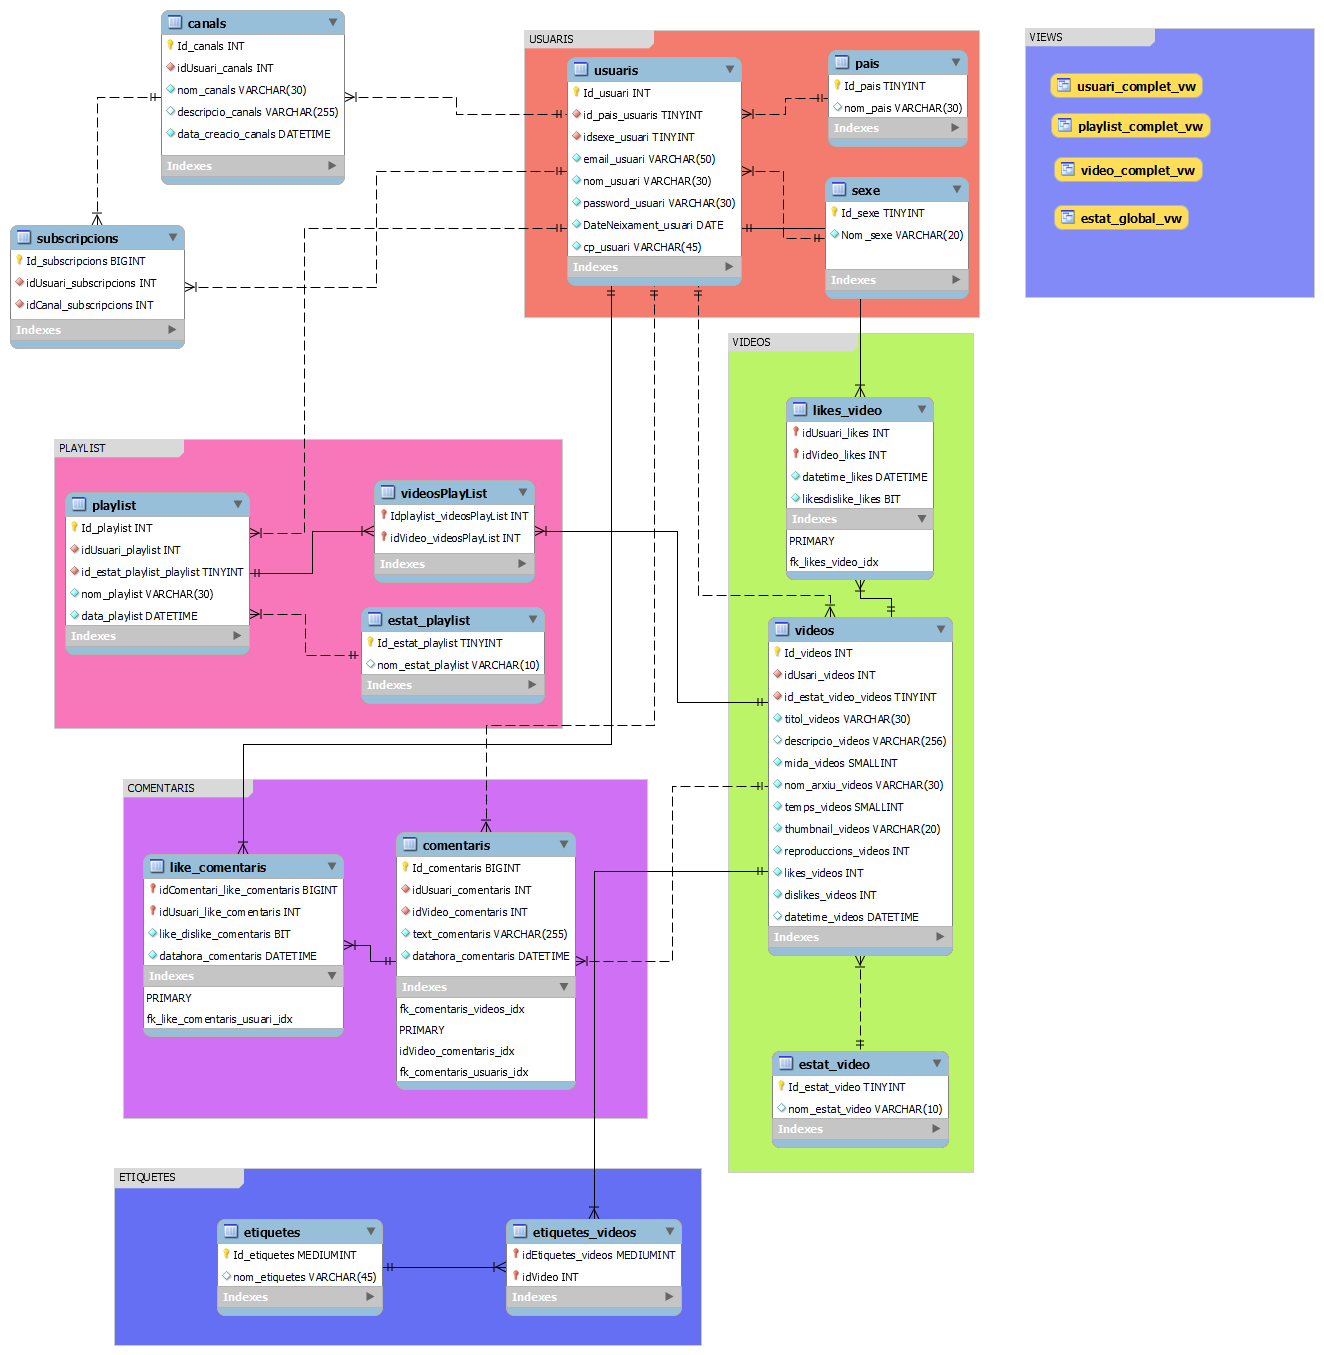 canals
Id_canals INT
idUsuari_canals INT
nom_canals VARCHAR(30)
descripcio_canals VARCHAR(255)
data_creacio_canals DATETIME
Indexes
subscripcions
Id_subscripcions BIGINT
idUsuari_subscripcions INT
idCanal_subscripcions INT
Indexes
USUARIS
usuaris
Id_usuari INT
id_pais_usuaris TINYINT
idsexe_usuari TINYINT
email_usuari VARCHAR(50)
nom_usuari VARCHAR(30)
password_usuari VARCHAR(30)
DateNeixament_usuari DATE
cp_usuari VARCHAR(45)
Indexes
pais
Id_pais TINYINT
nom_pais VARCHAR(30)
Indexes
sexe
Id_sexe TINYINT
Nom_sexe VARCHAR(20)
Indexes
VIEWS
usuari_complet_vw
playlist_complet_vw
video_complet_vw
estat_global_vw
VIDEOS
likes_video
idUsuari_likes INT
idVideo_likes INT
datetime_likes DATETIME
likesdislike_likes BIT
Indexes
PRIMARY
fk_likes_video_idx
videos
Id_videos INT
idUsari_videos INT
id_estat_video_videos TINYINT
titol_videos VARCHAR(30)
descripcio_videos VARCHAR(256)
mida_videos SMALLINT
nom_arxiu_videos VARCHAR(30)
temps_videos SMALLINT
thumbnail_videos VARCHAR(20)
reproduccions_videos INT
likes_videos INT
dislikes_videos INT
datetime_videos DATETIME
Indexes
estat_video
Id_estat_video TINYINT
nom_estat_video VARCHAR(10)
Indexes
PLAYLIST
playlist
Id_playlist INT
idUsuari_playlist INT
id_estat_playlist_playlist TINYINT
nom_playlist VARCHAR(30)
data_playlist DATETIME
Indexes
videosPlayList
Idplaylist_videosPlayList INT
idVideo_videosPlayList INT
Indexes
estat_playlist
Id_estat_playlist TINYINT
nom_estat_playlist VARCHAR(10)
Indexes
COMENTARIS
like_comentaris
idComentari_like_comentaris BIGINT
idUsuari_like_comentaris INT
like_dislike_comentaris BIT
datahora_comentaris DATETIME
Indexes
PRIMARY
fk_like_comentaris_usuari_idx
comentaris
Id_comentaris BIGINT
idUsuari_comentaris INT
idVideo_comentaris INT
text_comentaris VARCHAR(255)
datahora_comentaris DATETIME
Indexes
fk_comentaris_videos_idx
PRIMARY
idVideo_comentaris_idx
fk_comentaris_usuaris_idx
ETIQUETES
etiquetes
Id_etiquetes MEDIUMINT
nom_etiquetes VARCHAR(45)
Indexes
etiquetes_videos
idEtiquetes_videos MEDIUMINT
idVideo INT
Indexes